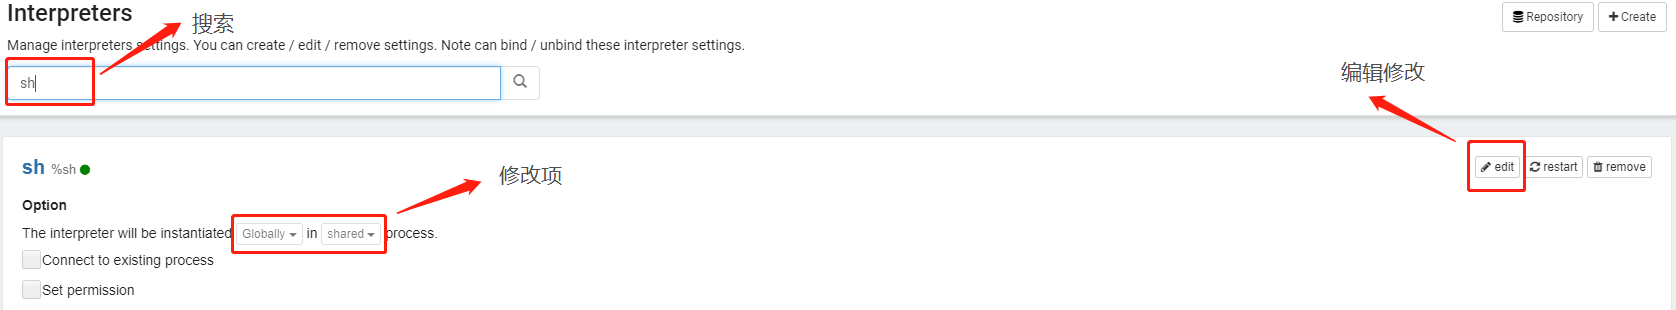 Interpreters
搜索
Repository
Create
Manage interpreters settings. You can create / edit / remove settings. Note can bind / unbind these interpreter settings.
编辑修改
sh
sh %sh
修改项
edit
restart
remove
Option
The interpreter will be instantiated Globally in shared process.
Connect to existing process
Set permission